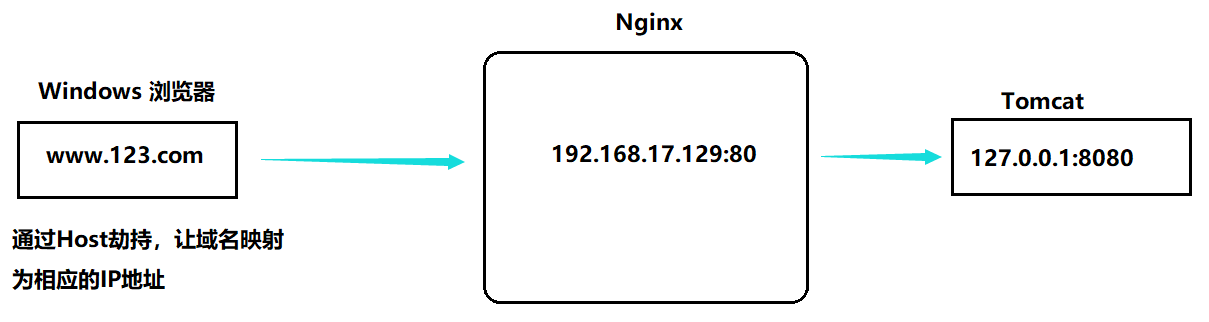 Nginx
Windows 浏览器
Tomcat
www.123.com
192.168.17.129:80
127.0.0.1:8080
通过Host劫持，让域名映射
为相应的IP地址